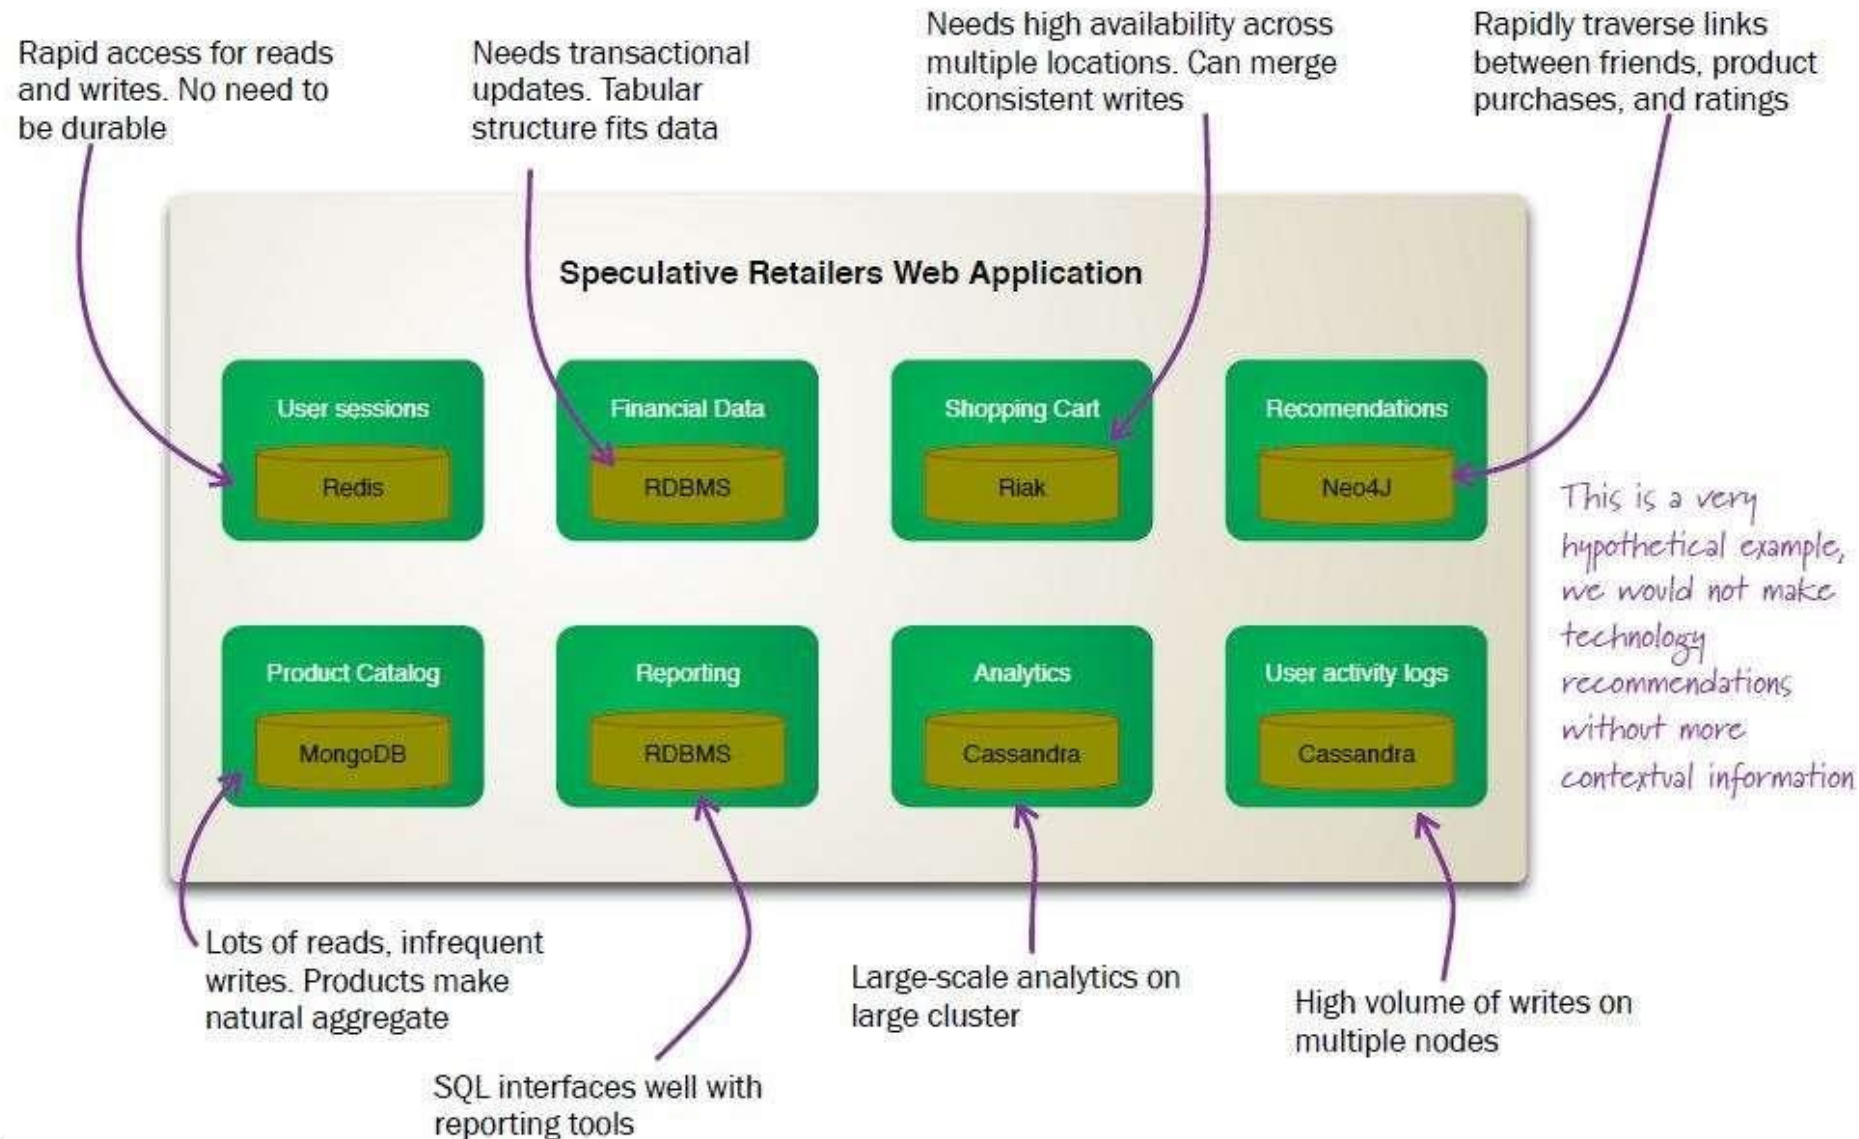 Rapid access for reads
and writes. No need to
be durable
Needs transactional
updates. Tabular
structure fits data
Needs high availability across
multiple locations. Can merge
inconsistent writes
Rapidly traverse links
between friends, product
purchases, and ratings
Speculative Retailers Web Application
User sessions
Redis
Financial Data
RDBMS
Shopping Cart
Riak
Recomendations
Neo4J
Product Catalog
MongoDB
Reporting
RDBMS
Analytics
Cassandra
User activity logs
Cassandra
This is a very
hypothetical example,
we would not make
technology
recommendations
without more
contextual information
Lots of reads, infrequent
writes. Products make
natural aggregate
SQL interfaces well with
reporting tools
Large-scale analytics on
large cluster
High volume of writes on
multiple nodes